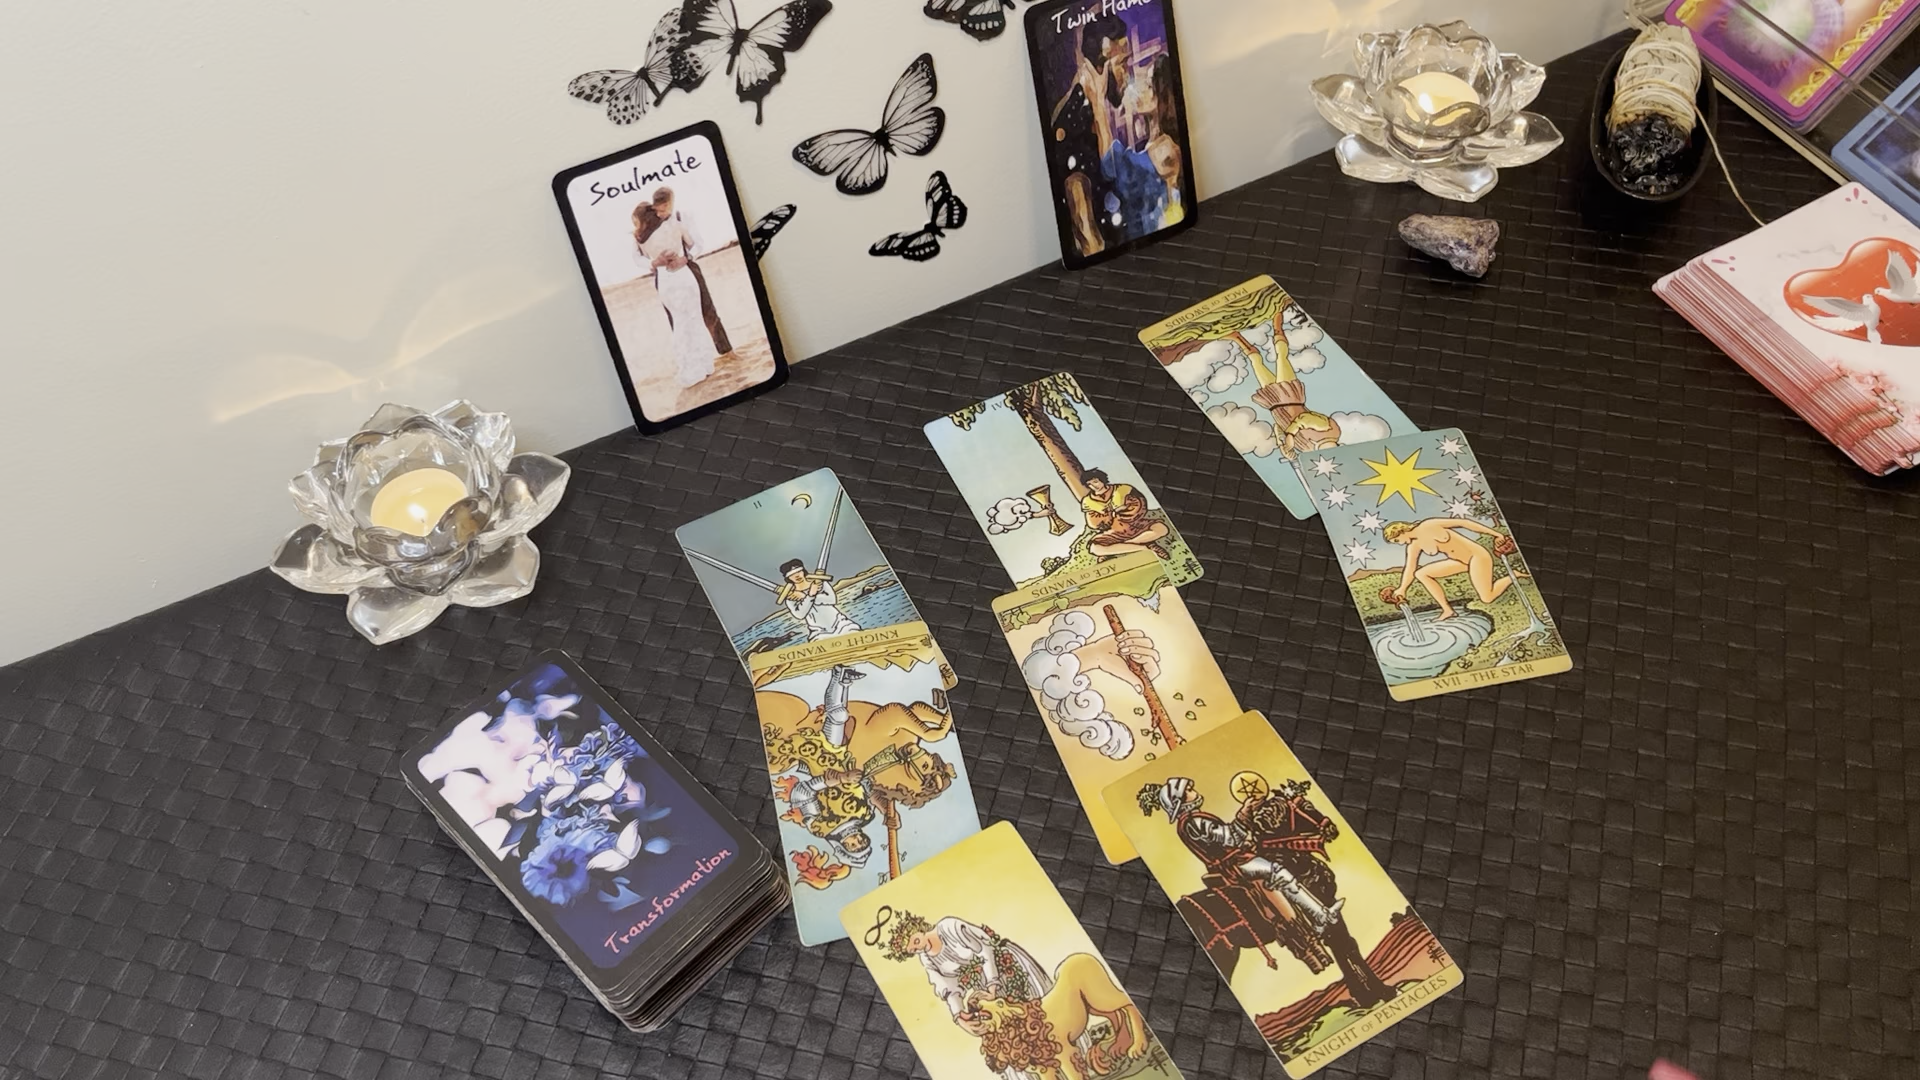 Twin Flame
Soulmate
PAGE OF SWORDS
IV
II
ACE OF WANDS
KNIGHT OF WANDS
XVII - THE STAR
Transformation
KNIGHT OF PENTACLES